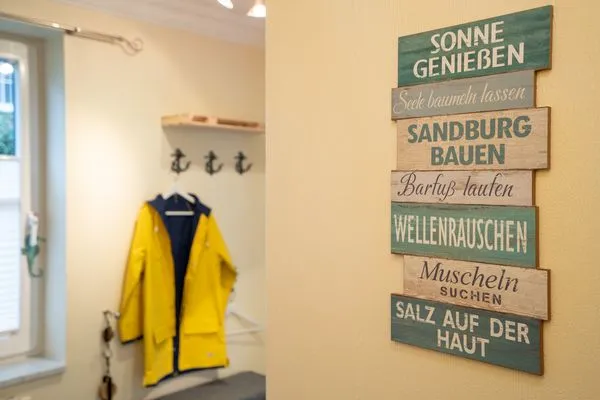 SONNE
GENIEẞEN
Seele baumeln lassen
SANDBURG
BAUEN
Barfuß laufen
WELLENRAUSCHEN
Muscheln
SUCHEN
SALZ AUF DER
HAUT